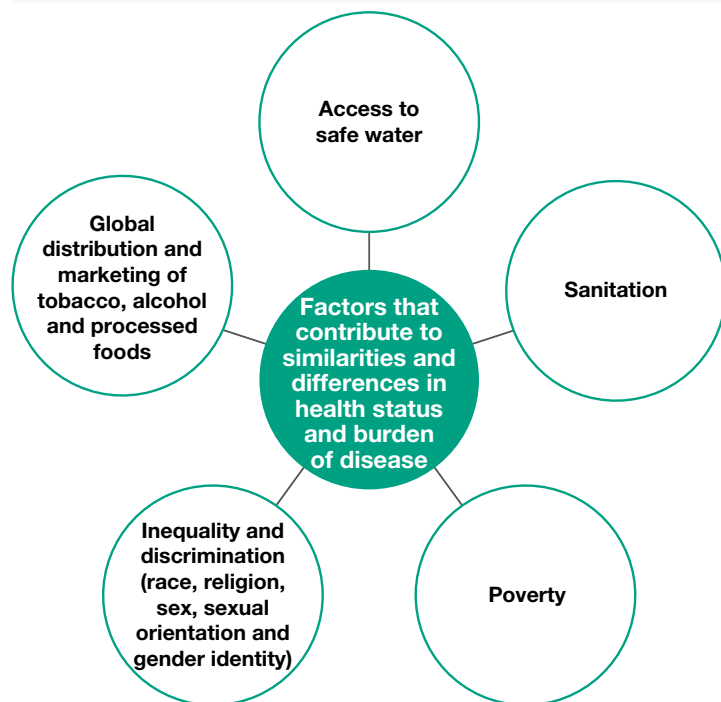 Access to
safe water
Global
distribution and
marketing of
tobacco, alcohol
and processed
foods
Sanitation
Factors that
contribute to
similarities and
differences in
health status
and burden
of disease
Inequality and
discrimination
(race, religion,
sex, sexual
orientation and
gender identity)
Poverty